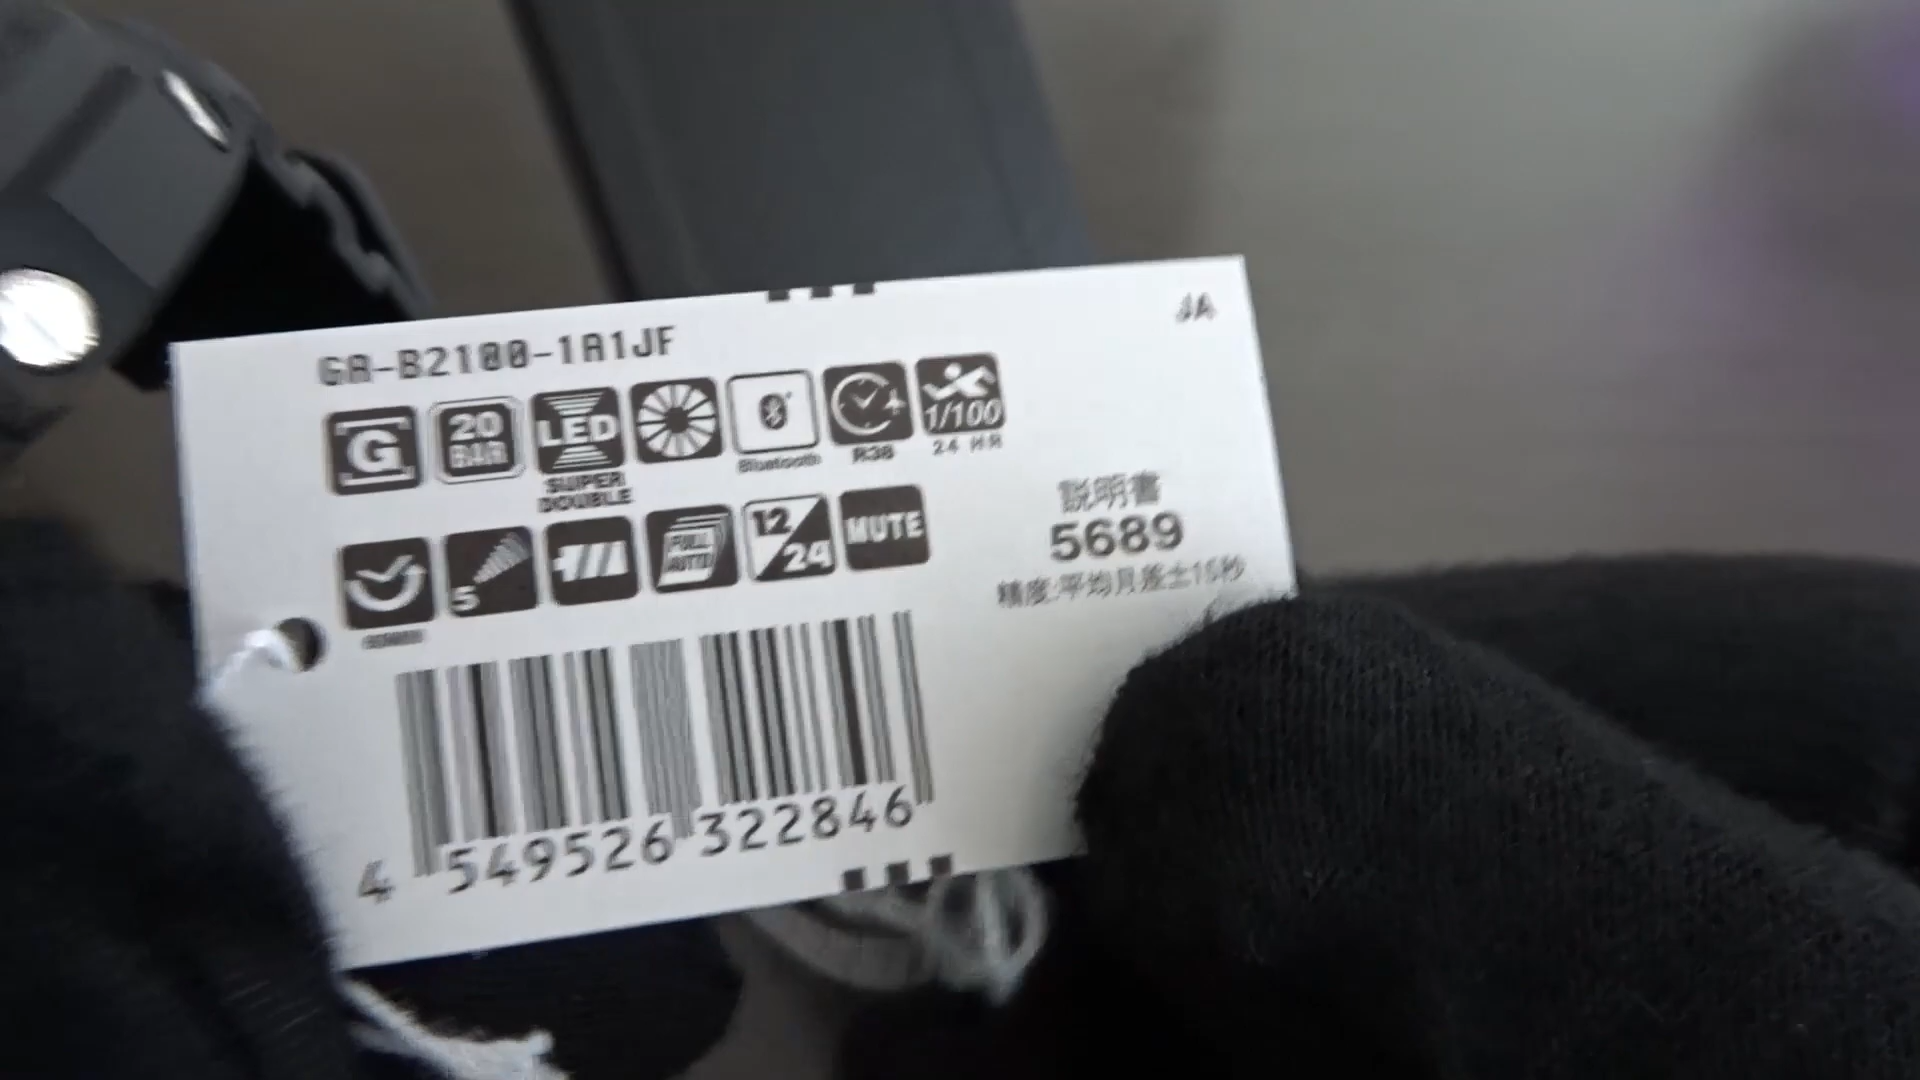 JA
GA-B2100-1A1JF
G
20 BAR
LED
SUPER DOUBLE
Bluetooth
R38
1/100
24 HR
5
FULL AUTO
12/24
MUTE
説明書
5689
精度:平均月差±15秒
4 549526 322846